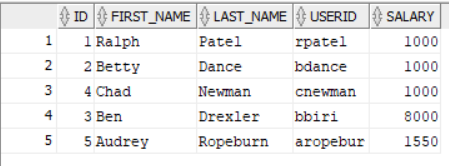 ID FIRST_NAME LAST_NAME USERID SALARY
1 1 Ralph Patel rpatel 1000
2 2 Betty Dance bdance 1000
3 4 Chad Newman cnewman 1000
4 3 Ben Drexler bbiri 8000
5 5 Audrey Ropeburn aropebur 1550